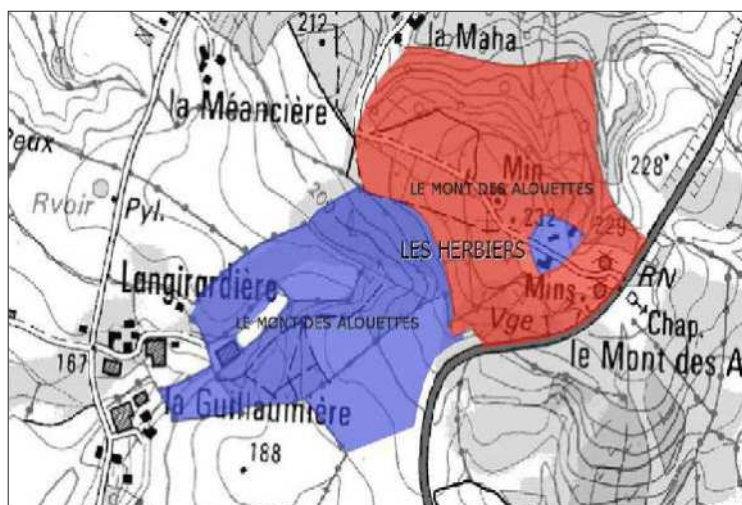 212
la Maha
la Méancière
Min
228
LE MONT DES ALOUETTES
Rvoir
Pyl.
200
232
229
LES HERBIERS
Langirardière
RN
Mins
LE MONT DES ALOUETTES
Vge
Chap.
167
le Mont des A
la Guillaumière
188